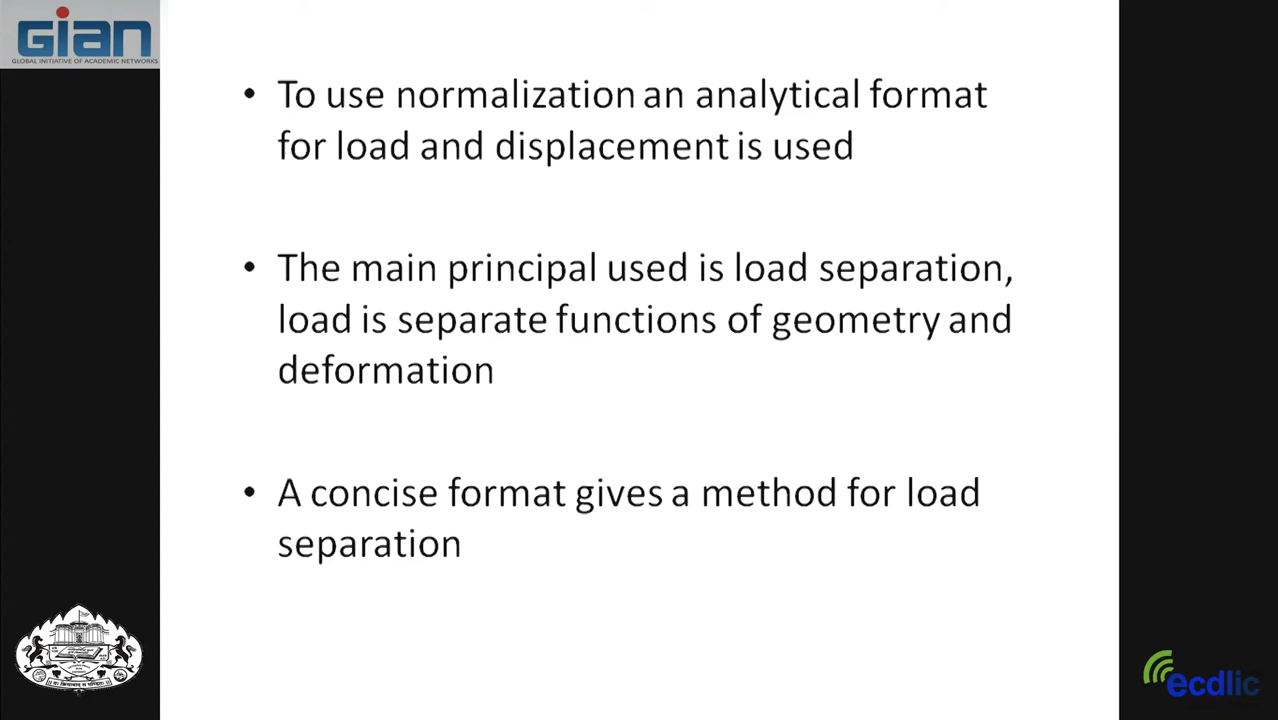 GIAN
GLOBAL INITIATIVE OF ACADEMIC NETWORKS
• To use normalization an analytical format
for load and displacement is used
• The main principal used is load separation,
load is separate functions of geometry and
deformation
• A concise format gives a method for load
separation
ecdlic